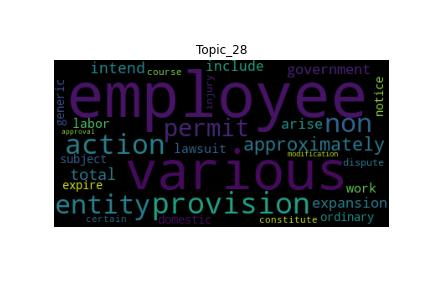 Topic_28
intend course include government
generic employee injury notice
labor permit arise non
action lawsuit approximately
subject various modification dispute
approval total
expire work
entity provision expansion
certain domestic constitute ordinary